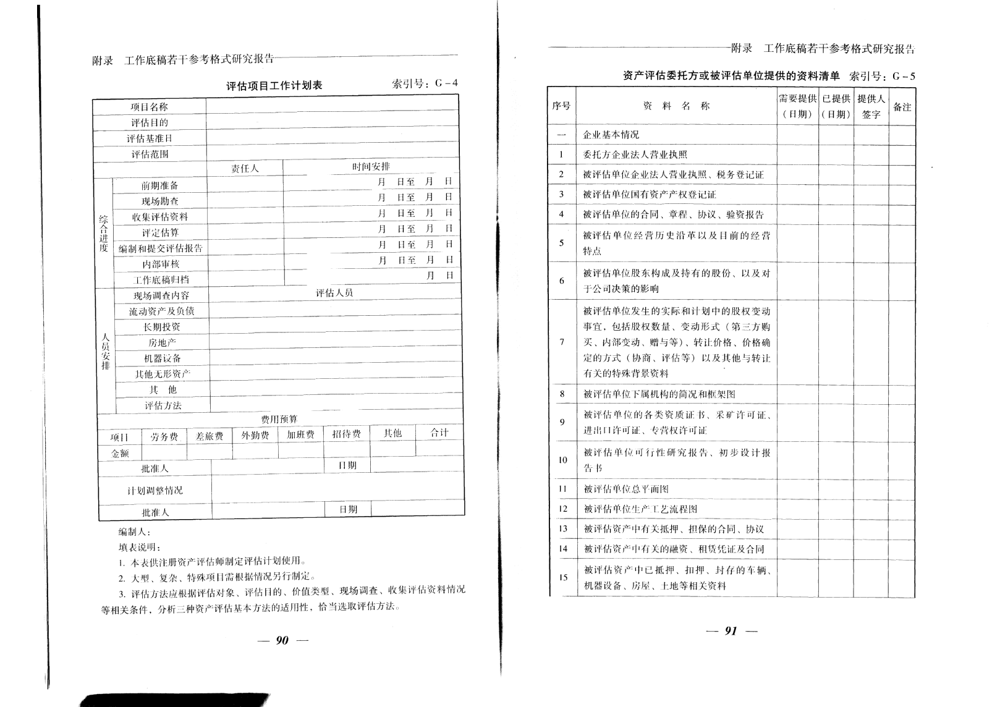 附录 工作底稿若干参考格式研究报告
评估项目工作计划表 索引号：G－4
项目名称
评估目的
评估基准日
评估范围
责任人 时间安排
综合进度
前期准备 月 日至 月 日
现场勘查 月 日至 月 日
收集评估资料 月 日至 月 日
评定估算 月 日至 月 日
编制和提交评估报告 月 日至 月 日
内部审核 月 日至 月 日
工作底稿归档 月 日
人员安排
现场调查内容 评估人员
流动资产及负债
长期投资
房地产
机器设备
其他无形资产
其 他
评估方法
费用预算
项目 劳务费 差旅费 外勤费 加班费 招待费 其他 合计
金额
批准人 日期
计划调整情况
批准人 日期
编制人：
填表说明：
1. 本表供注册资产评估师制定评估计划使用。
2. 大型、复杂、特殊项目需根据情况另行制定。
3. 评估方法应根据评估对象、评估目的、价值类型、现场调查、收集评估资料情况
等相关条件，分析三种资产评估基本方法的适用性，恰当选取评估方法。
— 90 —
附录 工作底稿若干参考格式研究报告
资产评估委托方或被评估单位提供的资料清单 索引号：G－5
序号 资 料 名 称 需要提供（日期） 已提供（日期） 提供人签字 备注
一 企业基本情况
1 委托方企业法人营业执照
2 被评估单位企业法人营业执照、税务登记证
3 被评估单位国有资产产权登记证
4 被评估单位的合同、章程、协议、验资报告
5 被评估单位经营历史沿革以及目前的经营
特点
6 被评估单位股东构成及持有的股份、以及对
于公司决策的影响
7 被评估单位发生的实际和计划中的股权变动
事宜，包括股权数量、变动形式（第三方购
买、内部变动、赠与等）、转让价格、价格确
定的方式（协商、评估等）以及其他与转让
有关的特殊背景资料
8 被评估单位下属机构的简况和框架图
9 被评估单位的各类资质证书、采矿许可证、
进出口许可证、专营权许可证
10 被评估单位可行性研究报告、初步设计报
告书
11 被评估单位总平面图
12 被评估单位生产工艺流程图
13 被评估资产中有关抵押、担保的合同、协议
14 被评估资产中有关的融资、租赁凭证及合同
15 被评估资产中已抵押、扣押、封存的车辆、
机器设备、房屋、土地等相关资料
— 91 —